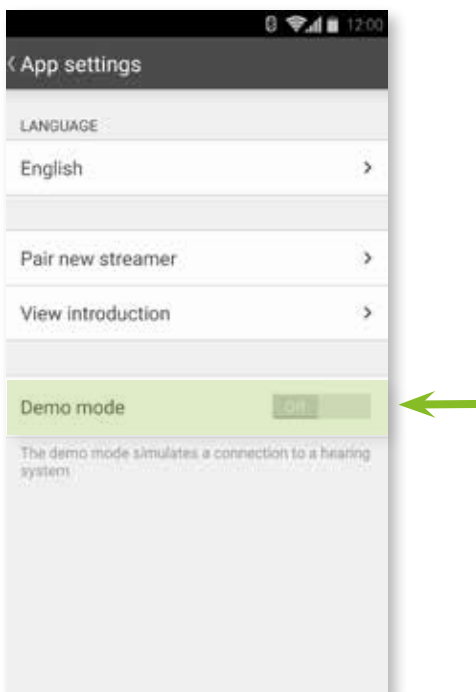 12:00
App settings
LANGUAGE
English
Pair new streamer
View introduction
Demo mode Off
The demo mode simulates a connection to a hearing
system